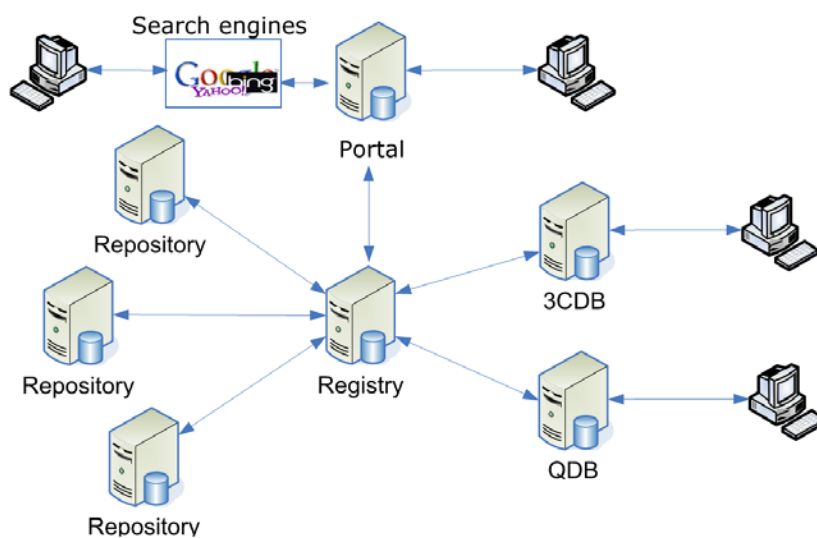 Search engines
Google
bing
YAHOO!
Portal
Repository
3CDB
Repository
Registry
QDB
Repository